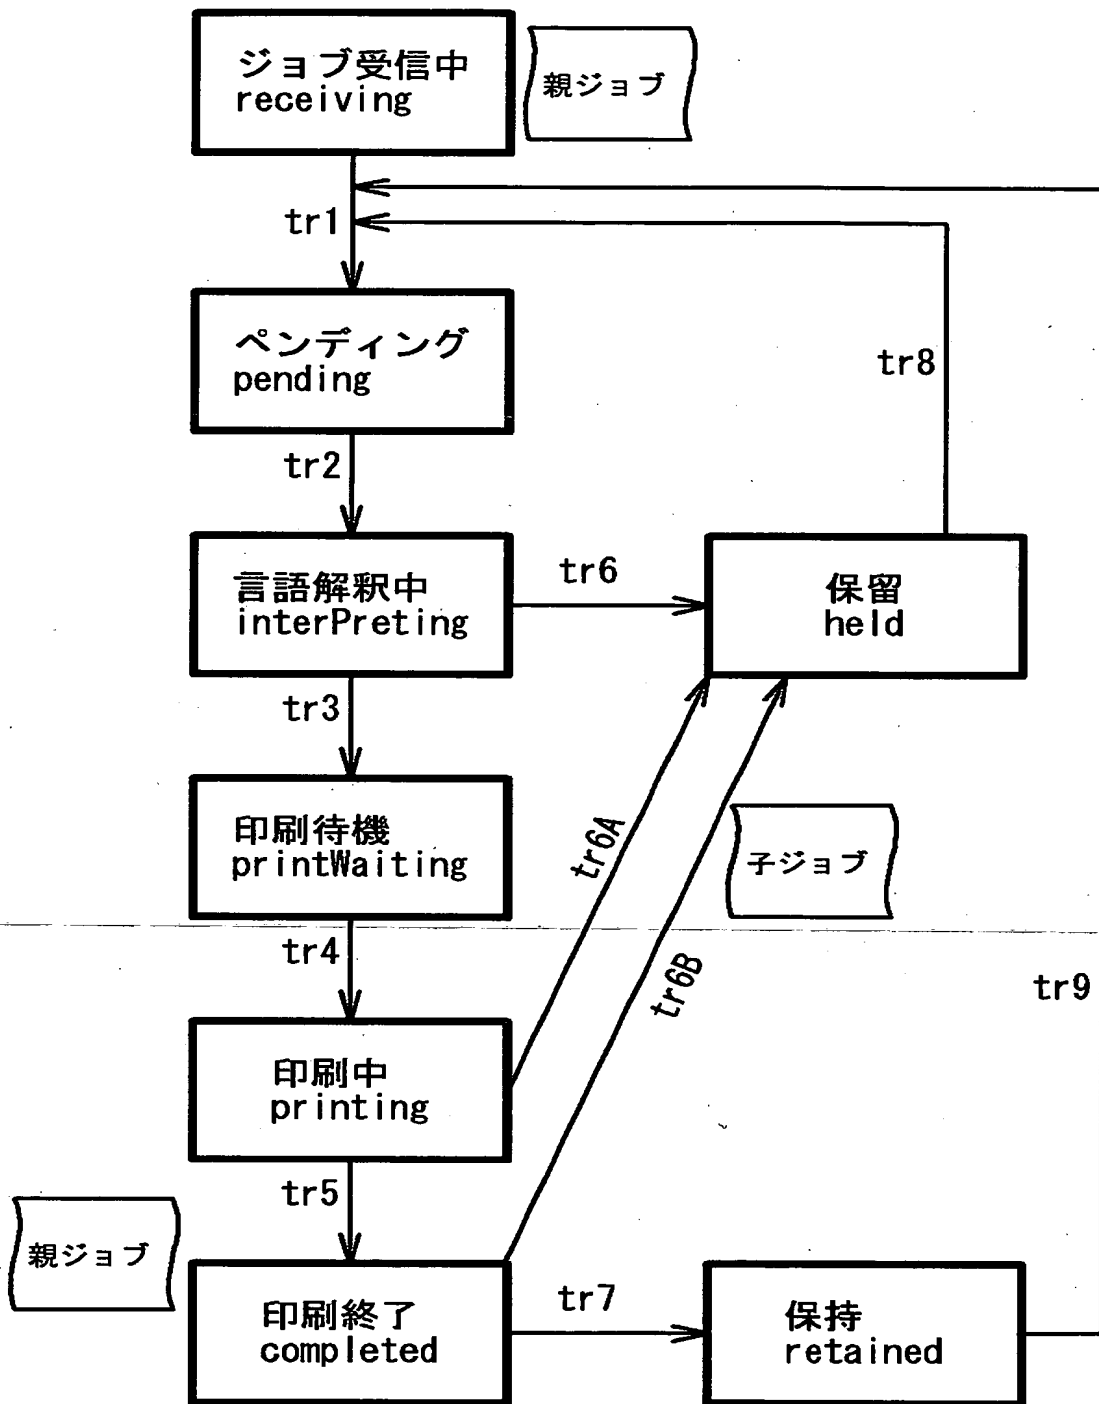 ジョブ受信中
receiving
親ジョブ
tr1
ペンディング
pending
tr8
tr2
言語解釈中
interPreting
tr6
保留
held
tr3
印刷待機
printWaiting
tr6A
子ジョブ
tr4
tr6B
tr9
印刷中
printing
tr5
親ジョブ
印刷終了
completed
tr7
保持
retained